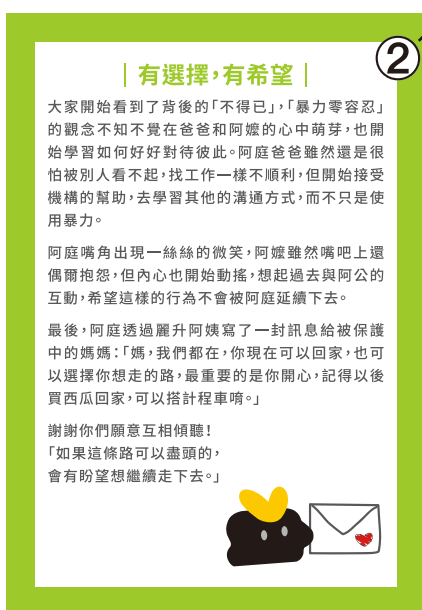 ②
有選擇，有希望
大家開始看到了背後的「不得已」，「暴力零容忍」
的觀念不知不覺在爸爸和阿嬤的心中萌芽，也開
始學習如何好好對待彼此。阿庭爸爸雖然還是很
怕被別人看不起，找工作一樣不順利，但開始接受
機構的幫助，去學習其他的溝通方式，而不只是使
用暴力。
阿庭嘴角出現一絲絲的微笑，阿嬤雖然嘴吧上還
偶爾抱怨，但內心也開始動搖，想起過去與阿公的
互動，希望這樣的行為不會被阿庭延續下去。
最後，阿庭透過麗升阿姨寫了一封訊息給被保護
中的媽媽：「媽，我們都在，你現在可以回家，也可
以選擇你想走的路，最重要的是你開心，記得以後
買西瓜回家，可以搭計程車唷。」
謝謝你們願意互相傾聽！
「如果這條路可以盡頭的，
會有盼望想繼續走下去。」